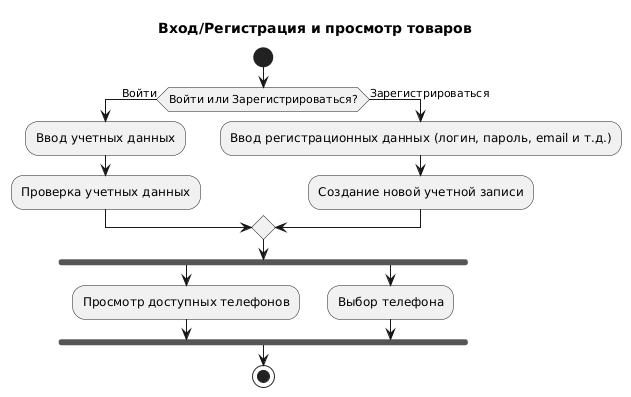 Вход/Регистрация и просмотр товаров
Войти
Войти или Зарегистрироваться?
Зарегистрироваться
Ввод учетных данных
Ввод регистрационных данных (логин, пароль, email и т.д.)
Проверка учетных данных
Создание новой учетной записи
Просмотр доступных телефонов
Выбор телефона